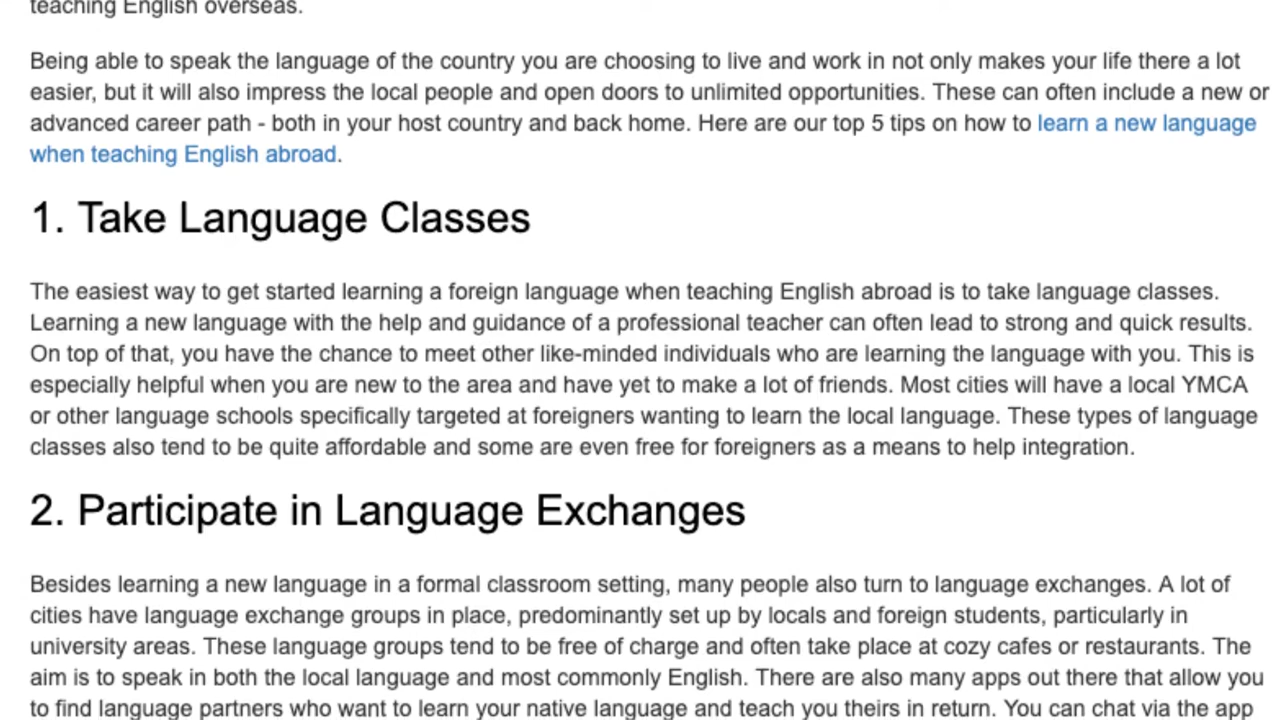 teaching English overseas.
Being able to speak the language of the country you are choosing to live and work in not only makes your life there a lot
easier, but it will also impress the local people and open doors to unlimited opportunities. These can often include a new or
advanced career path - both in your host country and back home. Here are our top 5 tips on how to learn a new language
when teaching English abroad.
1. Take Language Classes
The easiest way to get started learning a foreign language when teaching English abroad is to take language classes.
Learning a new language with the help and guidance of a professional teacher can often lead to strong and quick results.
On top of that, you have the chance to meet other like-minded individuals who are learning the language with you. This is
especially helpful when you are new to the area and have yet to make a lot of friends. Most cities will have a local YMCA
or other language schools specifically targeted at foreigners wanting to learn the local language. These types of language
classes also tend to be quite affordable and some are even free for foreigners as a means to help integration.
2. Participate in Language Exchanges
Besides learning a new language in a formal classroom setting, many people also turn to language exchanges. A lot of
cities have language exchange groups in place, predominantly set up by locals and foreign students, particularly in
university areas. These language groups tend to be free of charge and often take place at cozy cafes or restaurants. The
aim is to speak in both the local language and most commonly English. There are also many apps out there that allow you
to find language partners who want to learn your native language and teach you theirs in return. You can chat via the app